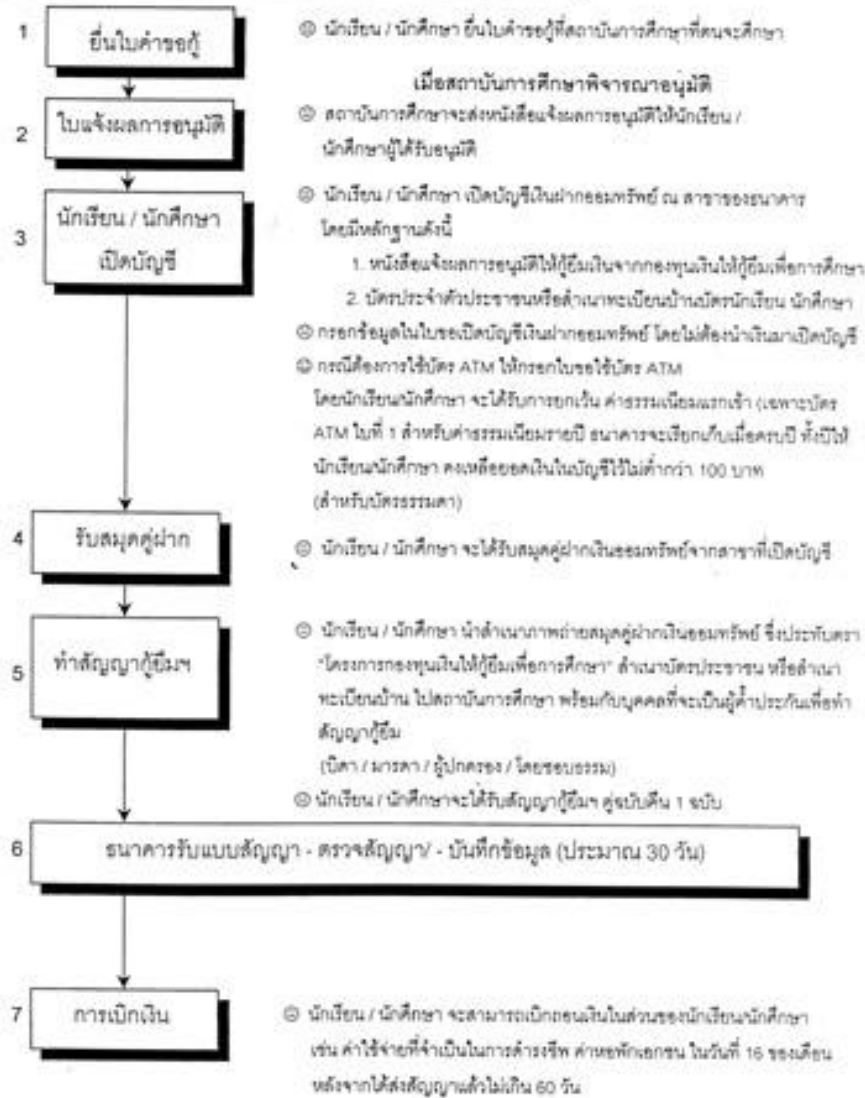 1
ยื่นใบคำขอกู้
☺ นักเรียน / นักศึกษา ยื่นใบคำขอกู้ที่สถาบันการศึกษาที่ตนจะศึกษา
เมื่อสถาบันการศึกษาพิจารณาอนุมัติ
2
ใบแจ้งผลการอนุมัติ
☺ สถาบันการศึกษาจะส่งหนังสือแจ้งผลการอนุมัติให้นักเรียน /
นักศึกษาผู้ได้รับอนุมัติ
3
นักเรียน / นักศึกษา
เปิดบัญชี
☺ นักเรียน / นักศึกษา เปิดบัญชีเงินฝากออมทรัพย์ ณ สาขาของธนาคาร
โดยมีหลักฐานดังนี้
1. หนังสือแจ้งผลการอนุมัติให้กู้ยืมเงินจากกองทุนเงินให้กู้ยืมเพื่อการศึกษา
2. บัตรประจำตัวประชาชนหรือสำเนาทะเบียนบ้านบัตรนักเรียน นักศึกษา
☺ กรอกข้อมูลในใบขอเปิดบัญชีเงินฝากออมทรัพย์ โดยไม่ต้องนำเงินมาเปิดบัญชี
☺ กรณีต้องการใช้บัตร ATM ให้กรอกใบขอใช้บัตร ATM
โดยนักเรียน/นักศึกษา จะได้รับการยกเว้น ค่าธรรมเนียมแรกเข้า (เฉพาะบัตร
ATM ใบที่ 1 สำหรับค่าธรรมเนียมรายปี ธนาคารจะเรียกเก็บเมื่อครบปี ทั้งปีให้
นักเรียน/นักศึกษา คงเหลือยอดเงินในบัญชีไว้ไม่ต่ำกว่า 100 บาท
(สำหรับบัตรธรรมดา)
4
รับสมุดคู่ฝาก
☺ นักเรียน / นักศึกษา จะได้รับสมุดคู่ฝากเงินออมทรัพย์จากสาขาที่เปิดบัญชี
5
ทำสัญญากู้ยืมฯ
☺ นักเรียน / นักศึกษา นำสำเนาภาพถ่ายสมุดคู่ฝากเงินออมทรัพย์ ซึ่งประทับตรา
"โครงการกองทุนเงินให้กู้ยืมเพื่อการศึกษา" สำเนาบัตรประชาชน หรือสำเนา
ทะเบียนบ้าน ไปสถาบันการศึกษา พร้อมกับบุคคลที่จะเป็นผู้ค้ำประกันเพื่อทำ
สัญญากู้ยืม
(บิดา / มารดา / ผู้ปกครอง / โดยชอบธรรม)
☺ นักเรียน / นักศึกษาจะได้รับสัญญากู้ยืมฯ คู่ฉบับคืน 1 ฉบับ
6
ธนาคารรับแบบสัญญา - ตรวจสัญญา/ - บันทึกข้อมูล (ประมาณ 30 วัน)
7
การเบิกเงิน
☺ นักเรียน / นักศึกษา จะสามารถเบิกถอนเงินในส่วนของนักเรียน/นักศึกษา
เช่น ค่าใช้จ่ายที่จำเป็นในการดำรงชีพ ค่าหอพักเอกชน ในวันที่ 16 ของเดือน
หลังจากได้ส่งสัญญาแล้วไม่เกิน 60 วัน